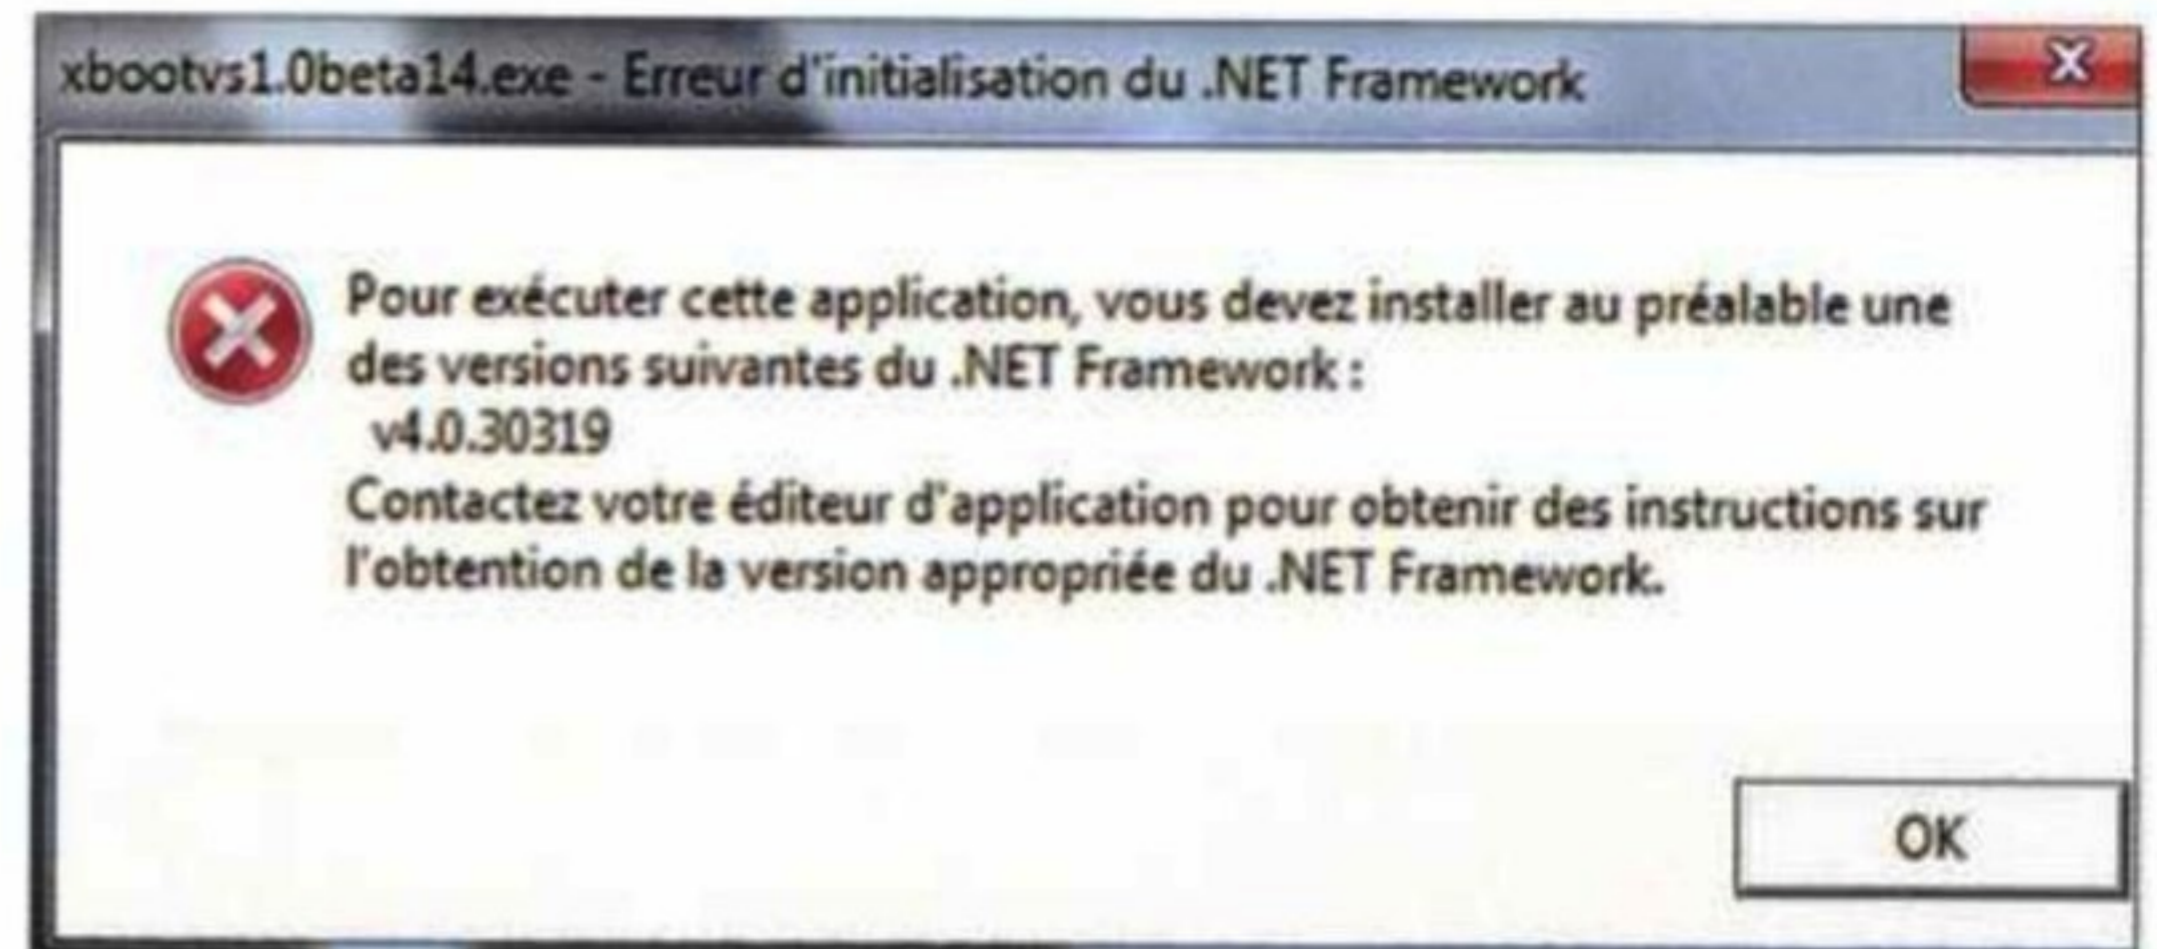 xbootvs1.0beta14.exe - Erreur d'initialisation du .NET Framework
Pour exécuter cette application, vous devez installer au préalable une
des versions suivantes du .NET Framework :
v4.0.30319
Contactez votre éditeur d'application pour obtenir des instructions sur
l'obtention de la version appropriée du .NET Framework.
OK